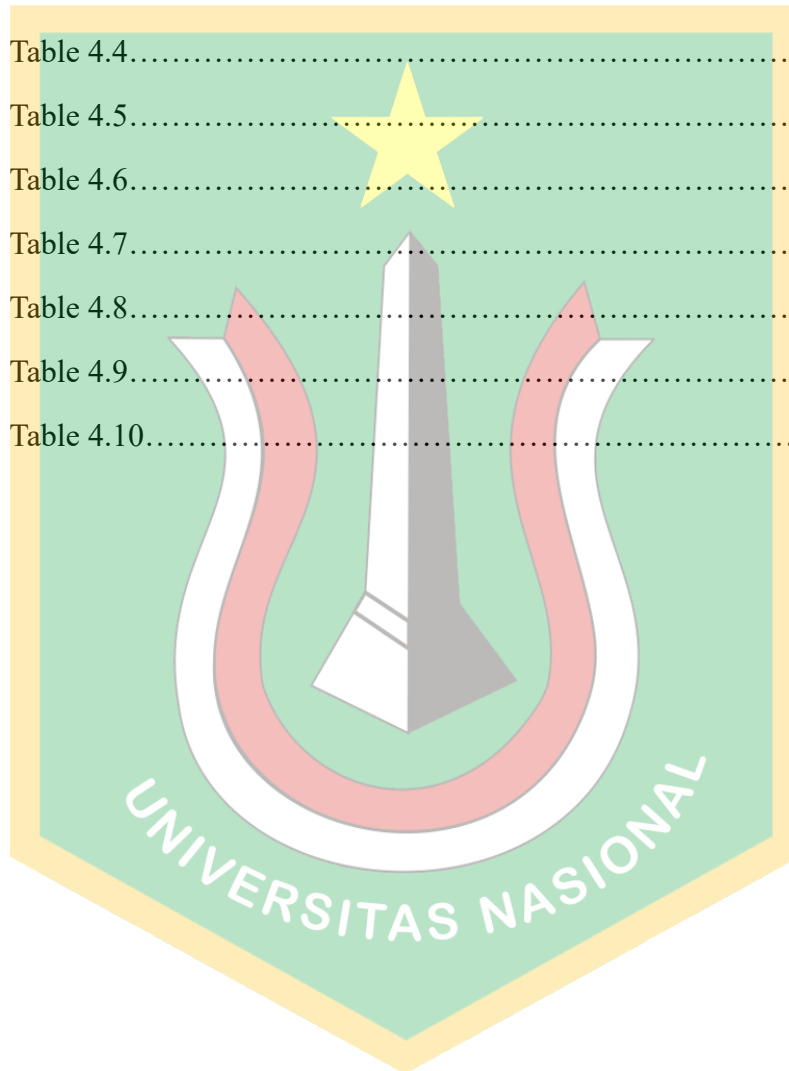 Table 4.4……………………………………………………………………
Table 4.5……………………………………………………………………
Table 4.6……………………………………………………………………
Table 4.7……………………………………………………………………
Table 4.8……………………………………………………………………
Table 4.9……………………………………………………………………
Table 4.10…………………………………………………………………
UNIVERSITAS NASIONAL